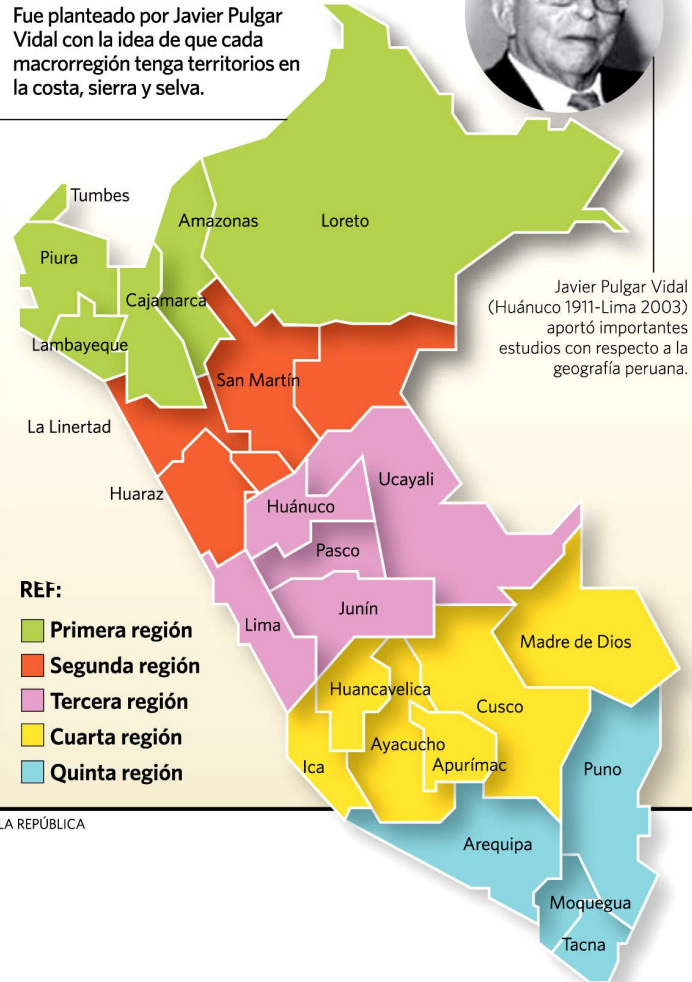 Fue planteado por Javier Pulgar
Vidal con la idea de que cada
macrorregión tenga territorios en
la costa, sierra y selva.
Tumbes
Amazonas
Loreto
Piura
Javier Pulgar Vidal
(Huánuco 1911-Lima 2003)
aportó importantes
estudios con respecto a la
geografía peruana.
Cajamarca
Lambayeque
San Martín
La Linertad
Huaraz
Ucayali
Huánuco
Pasco
Junín
Lima
REF:
Primera región
Segunda región
Tercera región
Cuarta región
Quinta región
Madre de Dios
Huancavelica
Cusco
Ayacucho
Apurímac
Ica
Puno
LA REPÚBLICA
Arequipa
Moquegua
Tacna